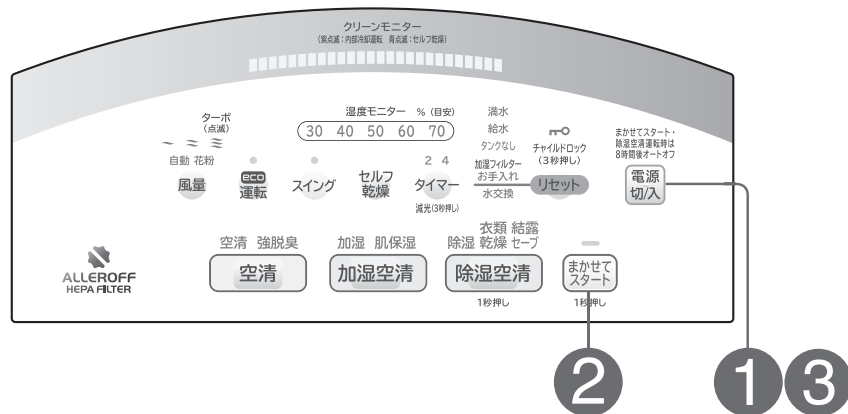 クリーンモニター
(紫点滅：内部冷却運転　青点滅：セルフ乾燥)
ターボ
(点滅)
自動 花粉
風量
eco
運転
スイング
セルフ
乾燥
湿度モニター　% (目安)
30 40 50 60 70
2 4
タイマー
減光(3秒押し)
満水
給水
タンクなし
加湿フィルター
お手入れ
水交換
チャイルドロック
(3秒押し)
リセット
まかせてスタート・
除湿空清運転時は
8時間後オートオフ
電源
切/入
ALLEROFF
HEPA FILTER
空清 強脱臭
空清
加湿 肌保湿
加湿空清
除湿 衣類乾燥 結露セーブ
除湿空清
1秒押し
まかせて
スタート
1秒押し
2
1 3